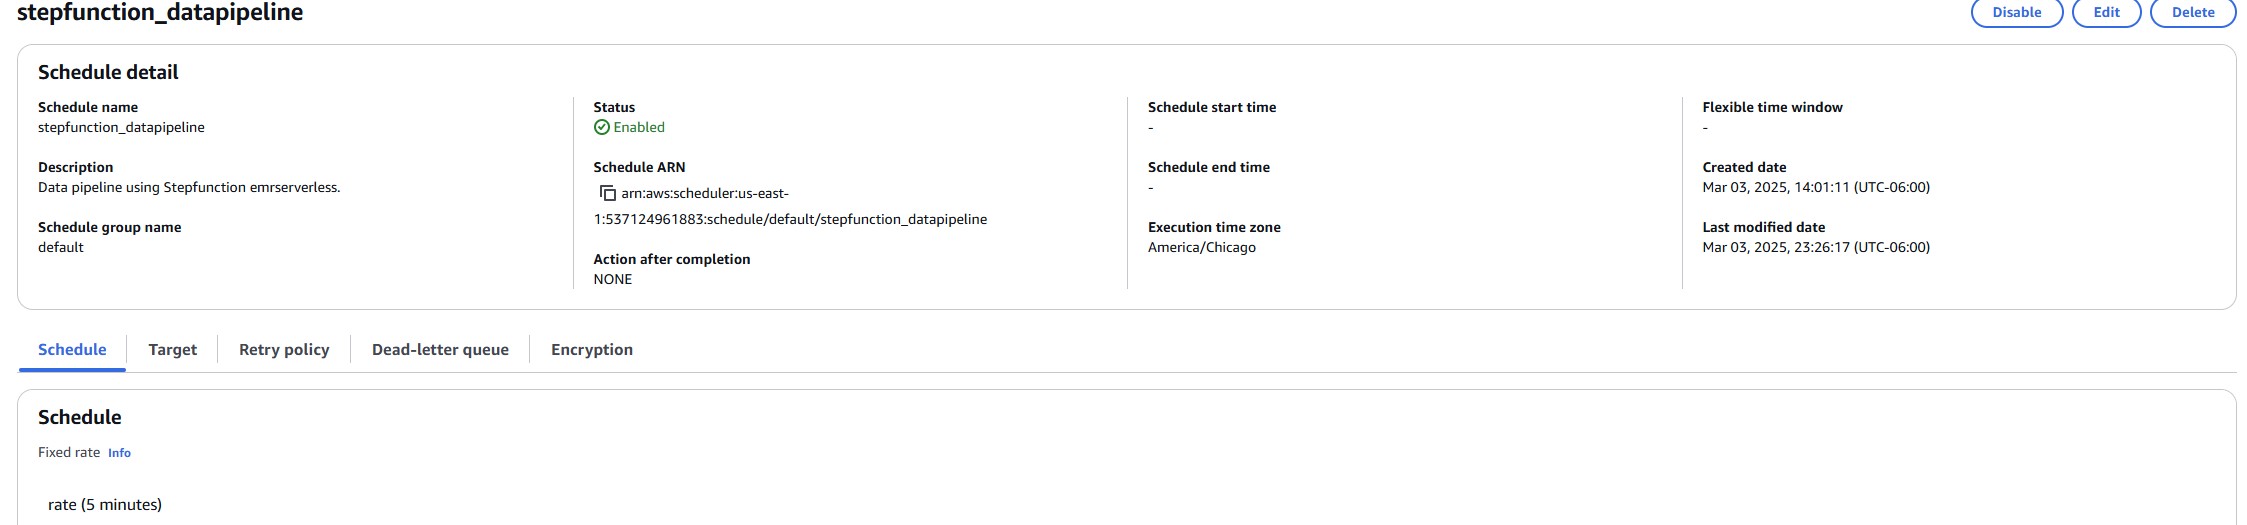 stepfunction_datapipeline
Disable
Edit
Delete
Schedule detail
Schedule name
stepfunction_datapipeline
Description
Data pipeline using Stepfunction emrserverless.
Schedule group name
default
Status
Enabled
Schedule ARN
arn:aws:scheduler:us-east-
1:537124961883:schedule/default/stepfunction_datapipeline
Action after completion
NONE
Schedule start time
-
Schedule end time
-
Execution time zone
America/Chicago
Flexible time window
-
Created date
Mar 03, 2025, 14:01:11 (UTC-06:00)
Last modified date
Mar 03, 2025, 23:26:17 (UTC-06:00)
Schedule
Target
Retry policy
Dead-letter queue
Encryption
Schedule
Fixed rate Info
rate (5 minutes)